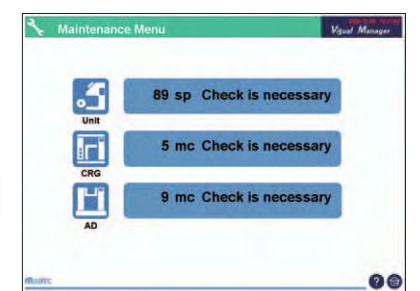 Maintenance Menu
Visual Manager
89 sp Check is necessary
Unit
5 mc Check is necessary
CRG
9 mc Check is necessary
AD
?